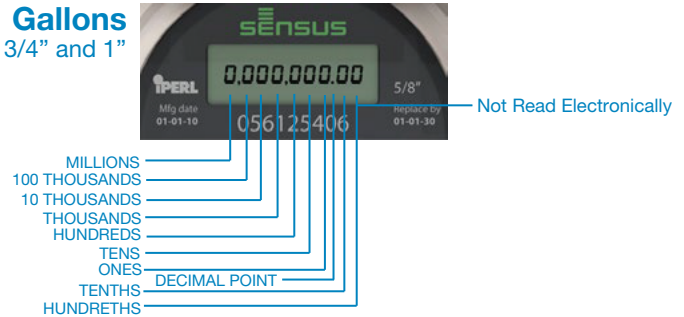 Gallons
3/4” and 1”
sensus
0,000,000.00
iPERL
5/8"
Mfg date
01-01-10
056125406
Replace by
01-01-30
Not Read Electronically
MILLIONS
100 THOUSANDS
10 THOUSANDS
THOUSANDS
HUNDREDS
TENS
ONES
DECIMAL POINT
TENTHS
HUNDRETHS